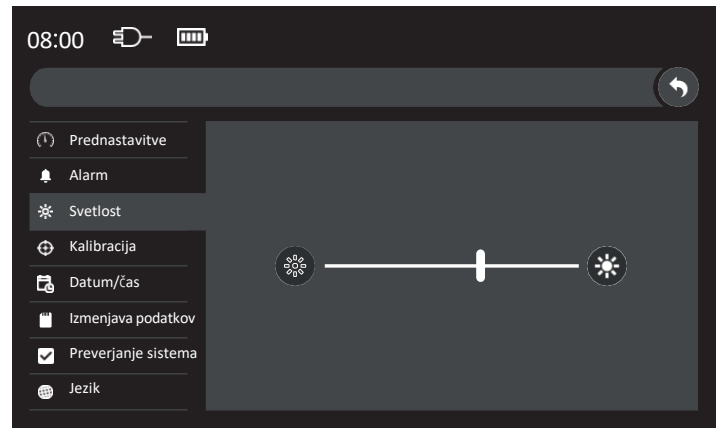 08:00
Prednastavitve
Alarm
Svetlost
Kalibracija
Datum/čas
Izmenjava podatkov
Preverjanje sistema
Jezik